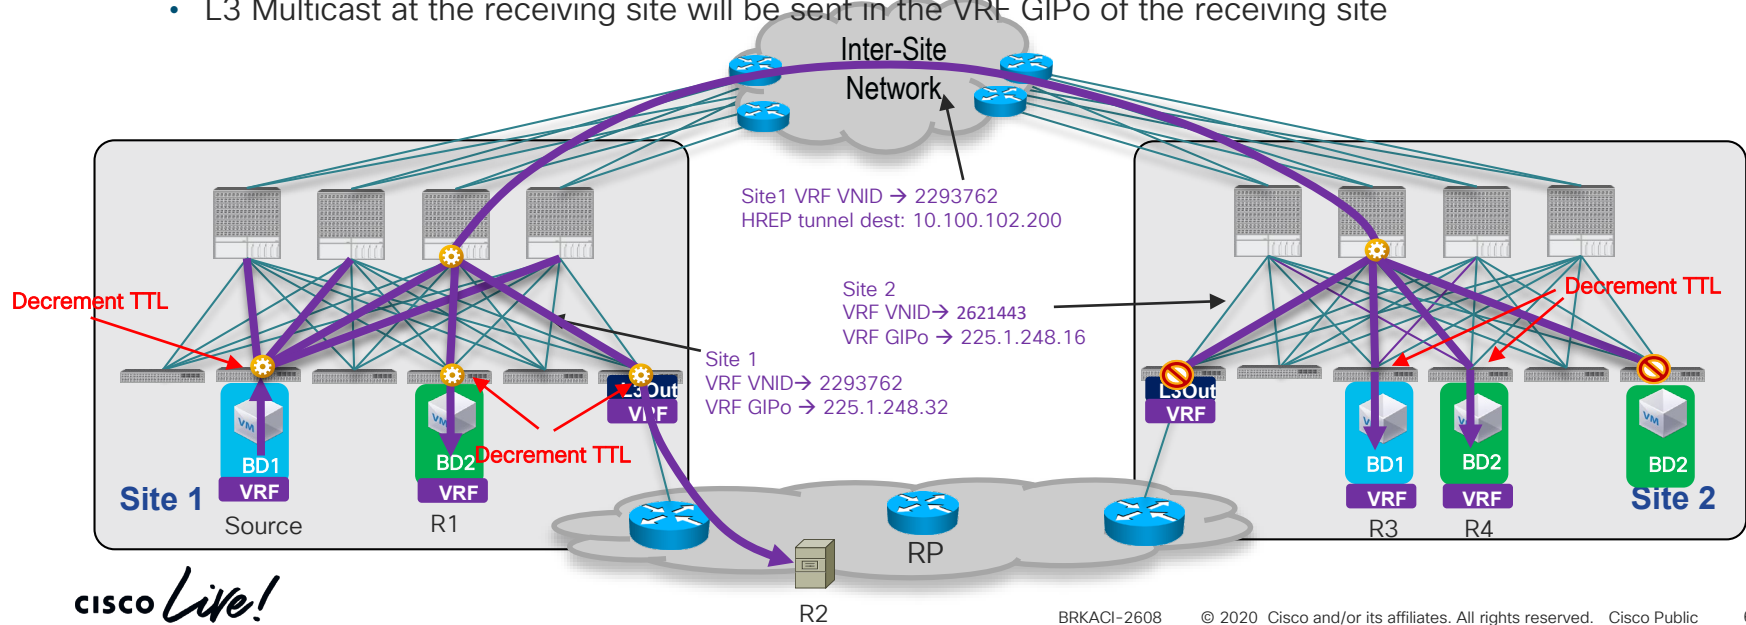 • L3 Multicast at the receiving site will be sent in the VRF GIPo of the receiving site
Inter-Site
Network
Site1 VRF VNID → 2293762
HREP tunnel dest: 10.100.102.200
Decrement TTL
Site 2
VRF VNID→ 2621443
VRF GIPo → 225.1.248.16
Decrement TTL
Site 1
VRF VNID→ 2293762
VRF GIPo → 225.1.248.32
L3Out
VRF
L3Out
VRF
VM
VM
VM
VM
VM
BD1
BD2
Decrement TTL
BD1
BD2
BD2
VRF
VRF
VRF
VRF
Site 1
Site 2
Source
R1
R3
R4
RP
R2
CISCO Live!
BRKACI-2608
© 2020 Cisco and/or its affiliates. All rights reserved. Cisco Public